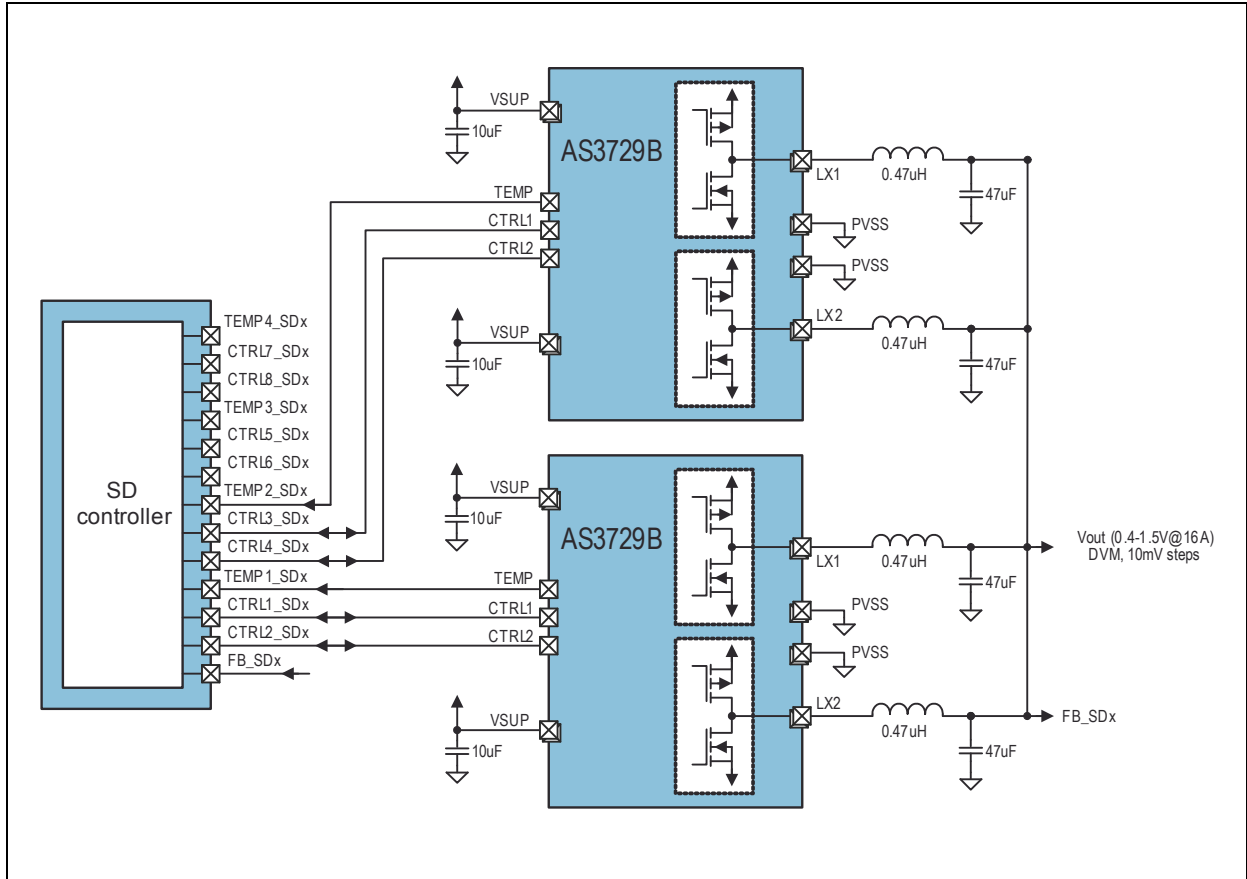 VSUP
10uF
AS3729B
TEMP
CTRL1
CTRL2
VSUP
10uF
LX1
0.47uH
47uF
PVSS
PVSS
LX2
0.47uH
47uF
SD
controller
TEMP4_SDx
CTRL7_SDx
CTRL8_SDx
TEMP3_SDx
CTRL5_SDx
CTRL6_SDx
TEMP2_SDx
CTRL3_SDx
CTRL4_SDx
TEMP1_SDx
CTRL1_SDx
CTRL2_SDx
FB_SDx
VSUP
10uF
AS3729B
TEMP
CTRL1
CTRL2
VSUP
10uF
LX1
0.47uH
47uF
PVSS
PVSS
LX2
0.47uH
47uF
Vout (0.4-1.5V@16A)
DVM, 10mV steps
FB_SDx